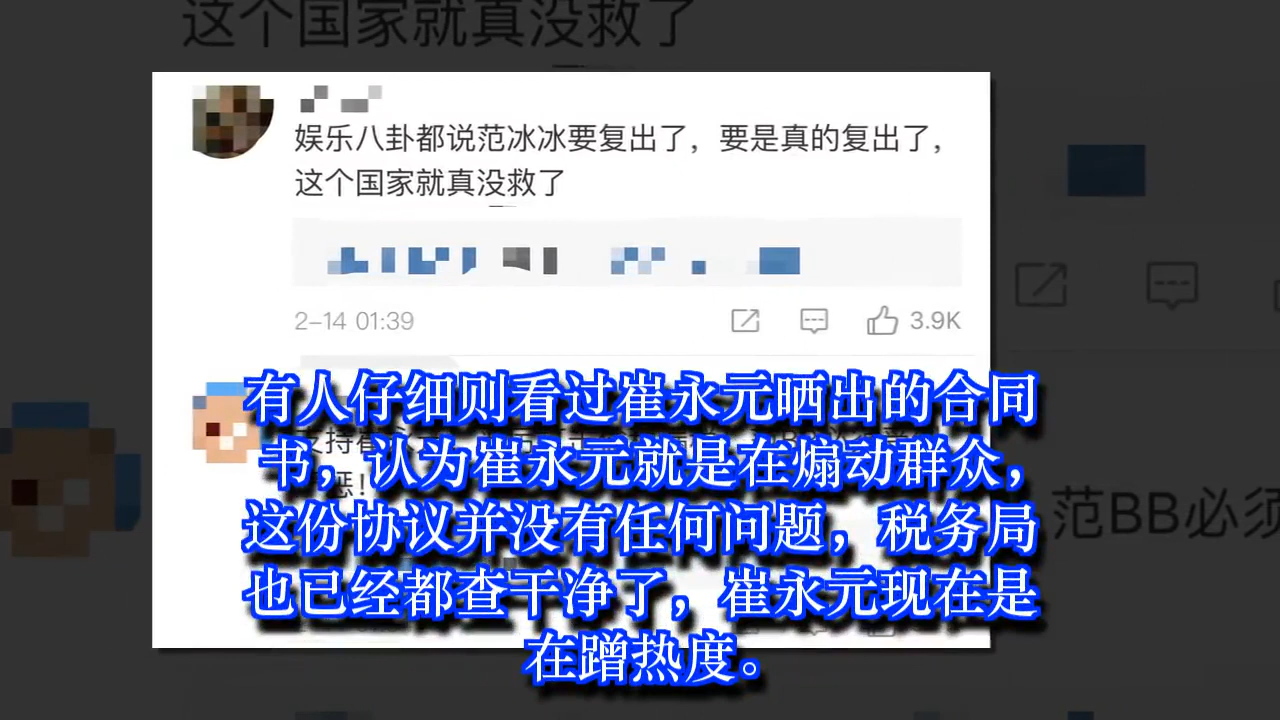 这个国家就真没救了
娱乐八卦都说范冰冰要复出了，要是真的复出了，
这个国家就真没救了
2-14 01:39
3.9K
有人仔细则看过崔永元晒出的合同
书，认为崔永元就是在煽动群众，
这份协议并没有任何问题，税务局
也已经都查干净了，崔永元现在是
在蹭热度。
范BB必须